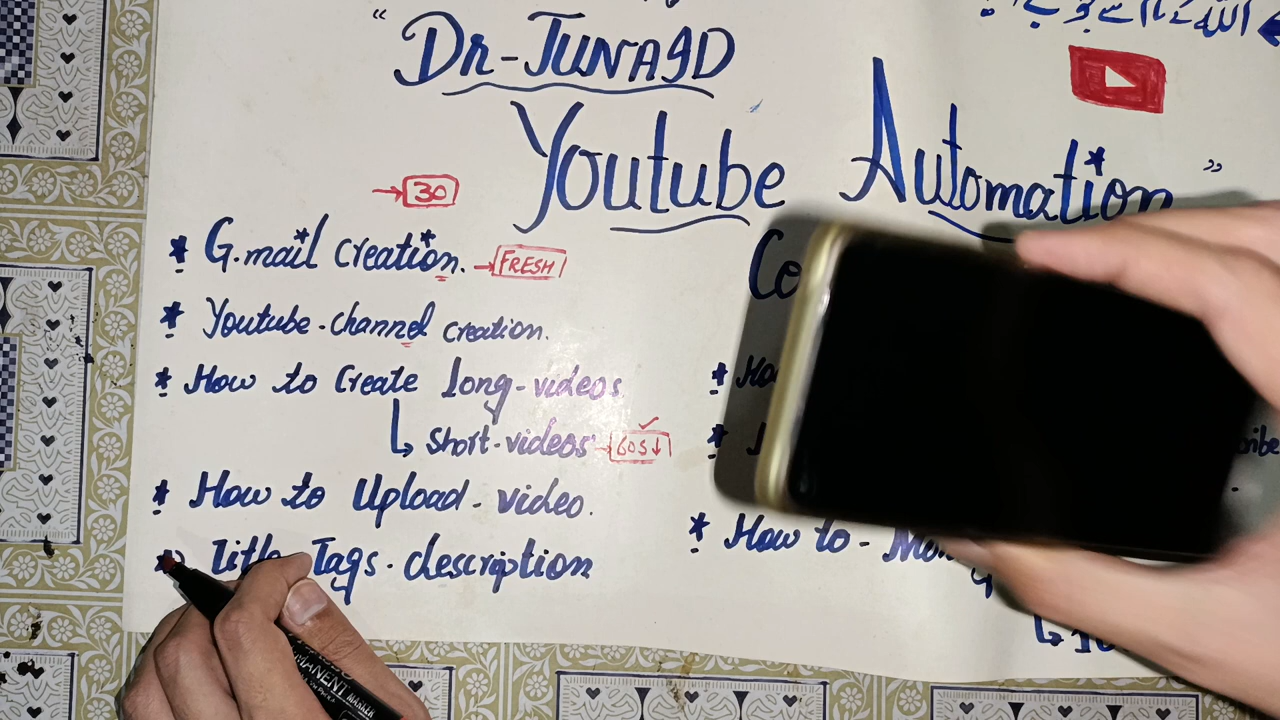 “ Dr-JUNAID
Youtube Automation ”
→ 30
* G.mail Creation. → FRESH
* Youtube-channel creation.
* How to Create long-videos
↳ short-videos → 60S↓ ✓
* How to Upload-video.
* Title Tags-description
* How to -